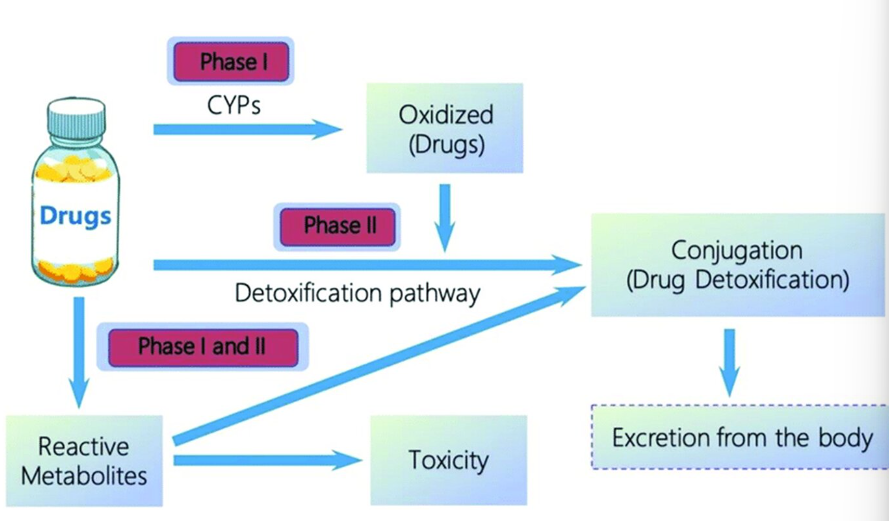 Phase I
CYPs
Oxidized
(Drugs)
Drugs
Phase II
Detoxification pathway
Conjugation
(Drug Detoxification)
Phase I and II
Reactive
Metabolites
Toxicity
Excretion from the body